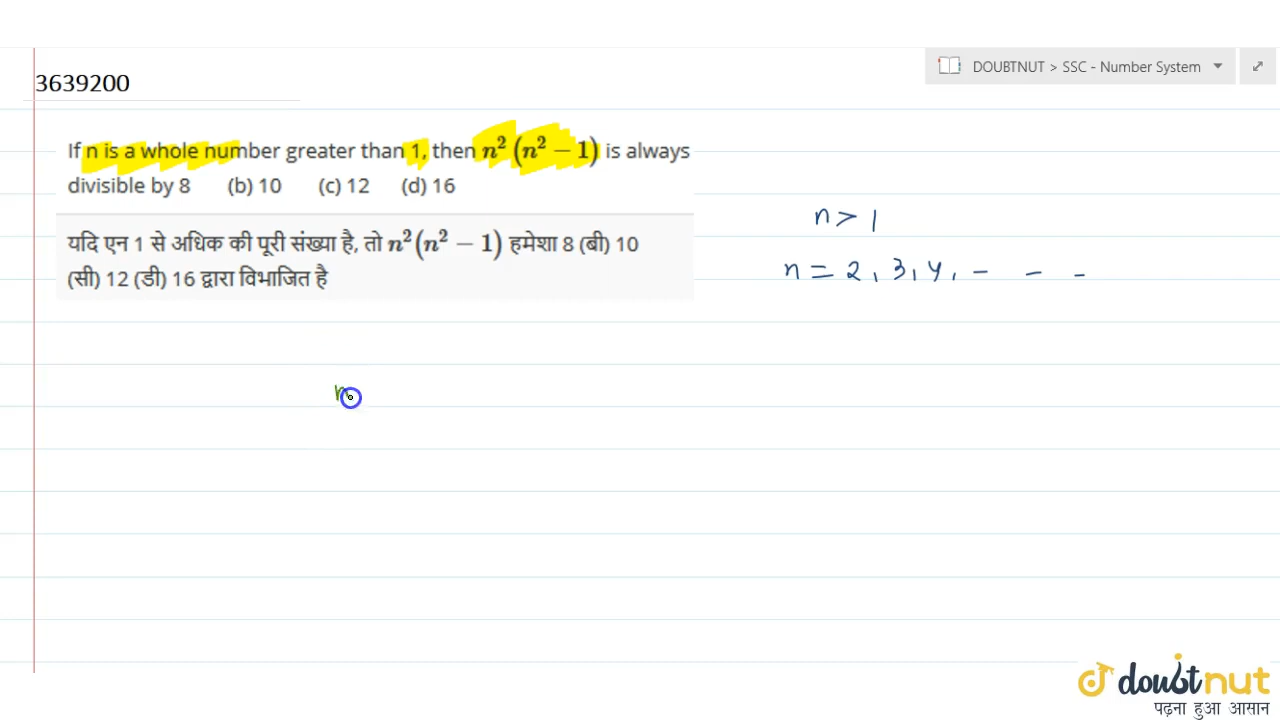 3639200
DOUBTNUT > SSC - Number System
If n is a whole number greater than 1, then n² (n² − 1) is always
divisible by 8 (b) 10 (c) 12 (d) 16
यदि एन 1 से अधिक की पूरी संख्या है, तो n² (n² − 1) हमेशा 8 (बी) 10
(सी) 12 (डी) 16 द्वारा विभाजित है
n > 1
n = 2, 3, 4, - - -
n
doubtnut
पढ़ना हुआ आसान